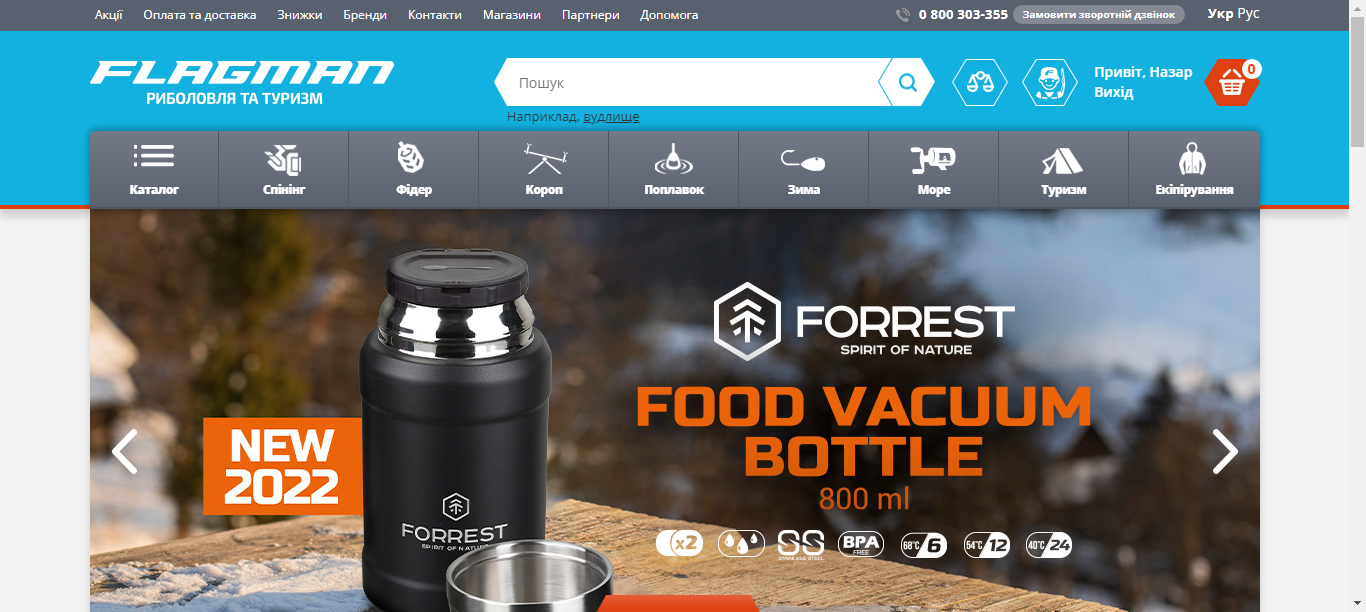 Акції Оплата та доставка Знижки Бренди Контакти Магазини Партнери Допомога 0 800 303-355 Замовити зворотній дзвінок Укр Рус
FLAGMAN
РИБОЛОВЛЯ ТА ТУРИЗМ
Пошук
Наприклад, вудлище
Привіт, Назар
Вихід
0
Каталог Спінінг Фідер Короп Поплавок Зима Море Туризм Екіпірування
FORREST
SPIRIT OF NATURE
FOOD VACUUM
BOTTLE
800 ml
NEW
2022
x2 SS STAINLESS STEEL BPA FREE 68°C 6 54°C 12 40°C 24
FORREST
SPIRIT OF NATURE